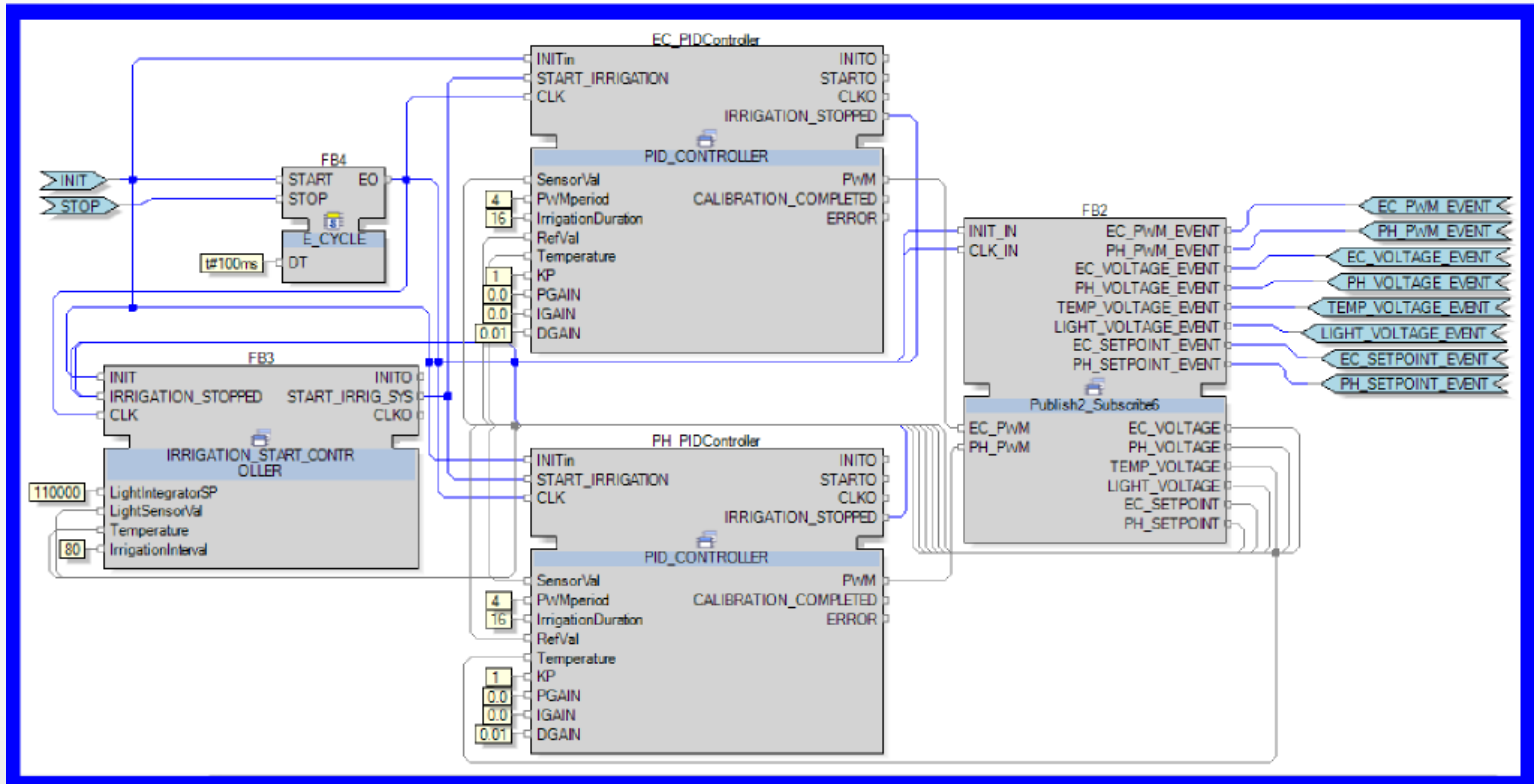 EC_PIDController
INITin INITO
START_IRRIGATION STARTO
CLK CLKO
IRRIGATION_STOPPED
PID_CONTROLLER
SensorVal PWM
4 PWMperiod CALIBRATION_COMPLETED
16 IrrigationDuration ERROR
RefVal
Temperature
1 KP
0.0 PGAIN
0.0 IGAIN
0.01 DGAIN
INIT
STOP
FB4
START EO
STOP
E_CYCLE
t#100ms DT
FB3
INIT INITO
IRRIGATION_STOPPED START_IRRIG_SYS
CLK CLKO
IRRIGATION_START_CONTR
OLLER
110000 LightIntegratorSP
LightSensorVal
Temperature
80 IrrigationInterval
PH_PIDController
INITin INITO
START_IRRIGATION STARTO
CLK CLKO
IRRIGATION_STOPPED
PID_CONTROLLER
SensorVal PWM
4 PWMperiod CALIBRATION_COMPLETED
16 IrrigationDuration ERROR
RefVal
Temperature
1 KP
0.0 PGAIN
0.0 IGAIN
0.01 DGAIN
FB2
INIT_IN EC_PWM_EVENT
CLK_IN PH_PWM_EVENT
EC_VOLTAGE_EVENT
PH_VOLTAGE_EVENT
TEMP_VOLTAGE_EVENT
LIGHT_VOLTAGE_EVENT
EC_SETPOINT_EVENT
PH_SETPOINT_EVENT
Publish2_Subscribe6
EC_PWM EC_VOLTAGE
PH_PWM PH_VOLTAGE
TEMP_VOLTAGE
LIGHT_VOLTAGE
EC_SETPOINT
PH_SETPOINT
EC_PWM_EVENT
PH_PWM_EVENT
EC_VOLTAGE_EVENT
PH_VOLTAGE_EVENT
TEMP_VOLTAGE_EVENT
LIGHT_VOLTAGE_EVENT
EC_SETPOINT_EVENT
PH_SETPOINT_EVENT